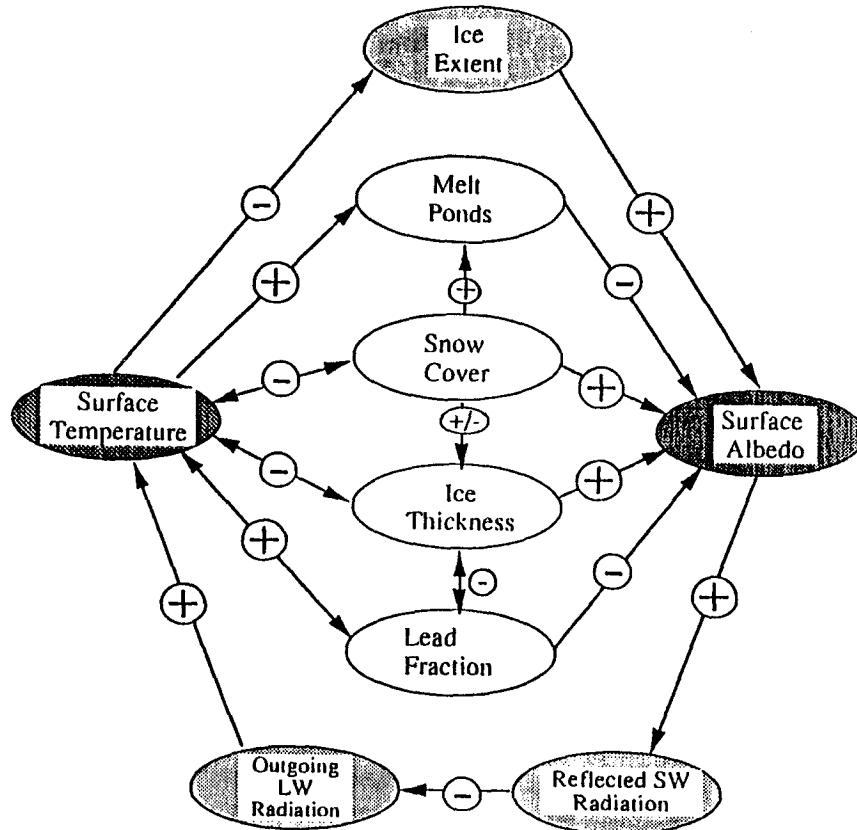 Ice
Extent
-
+
Melt
Ponds
+
-
+
Snow
Cover
-
+
Surface
Temperature
+/-
Surface
Albedo
-
Ice
Thickness
+
+
-
-
Lead
Fraction
+
+
Outgoing
LW
Radiation
-
Reflected SW
Radiation